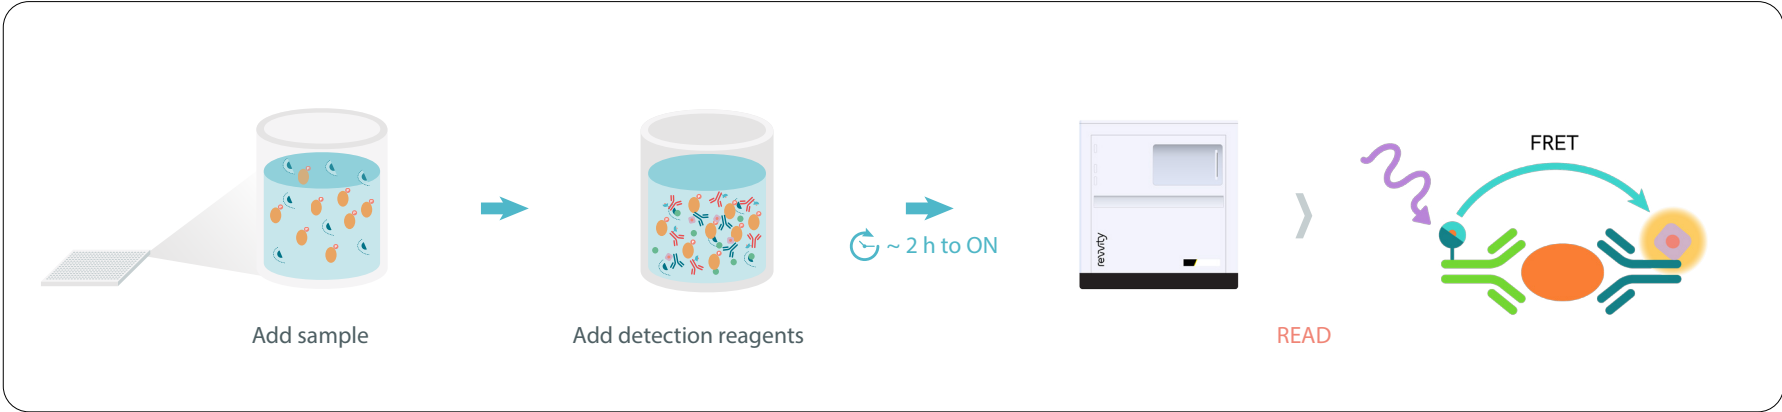 Add sample
Add detection reagents
~ 2 h to ON
revvity
READ
FRET